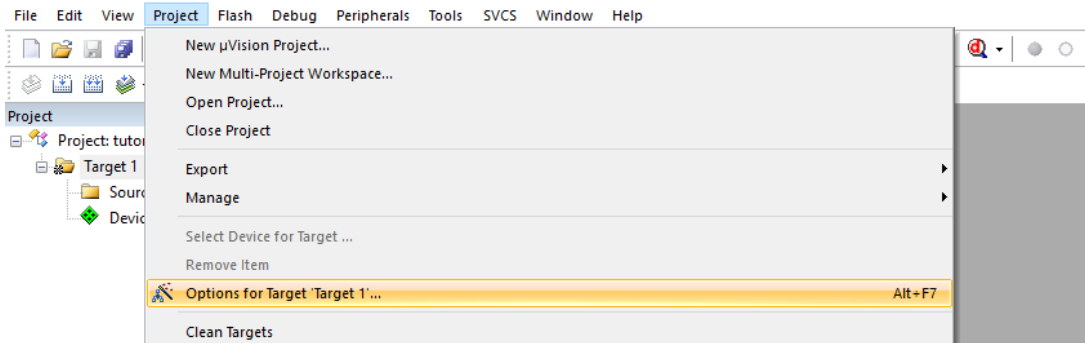 File Edit View Project Flash Debug Peripherals Tools SVCS Window Help
New µVision Project...
New Multi-Project Workspace...
Open Project...
Close Project
Project
Project: tutor
Target 1
Export
Manage
Sour
Devic
Select Device for Target ...
Remove Item
Options for Target 'Target 1'... Alt+F7
Clean Targets